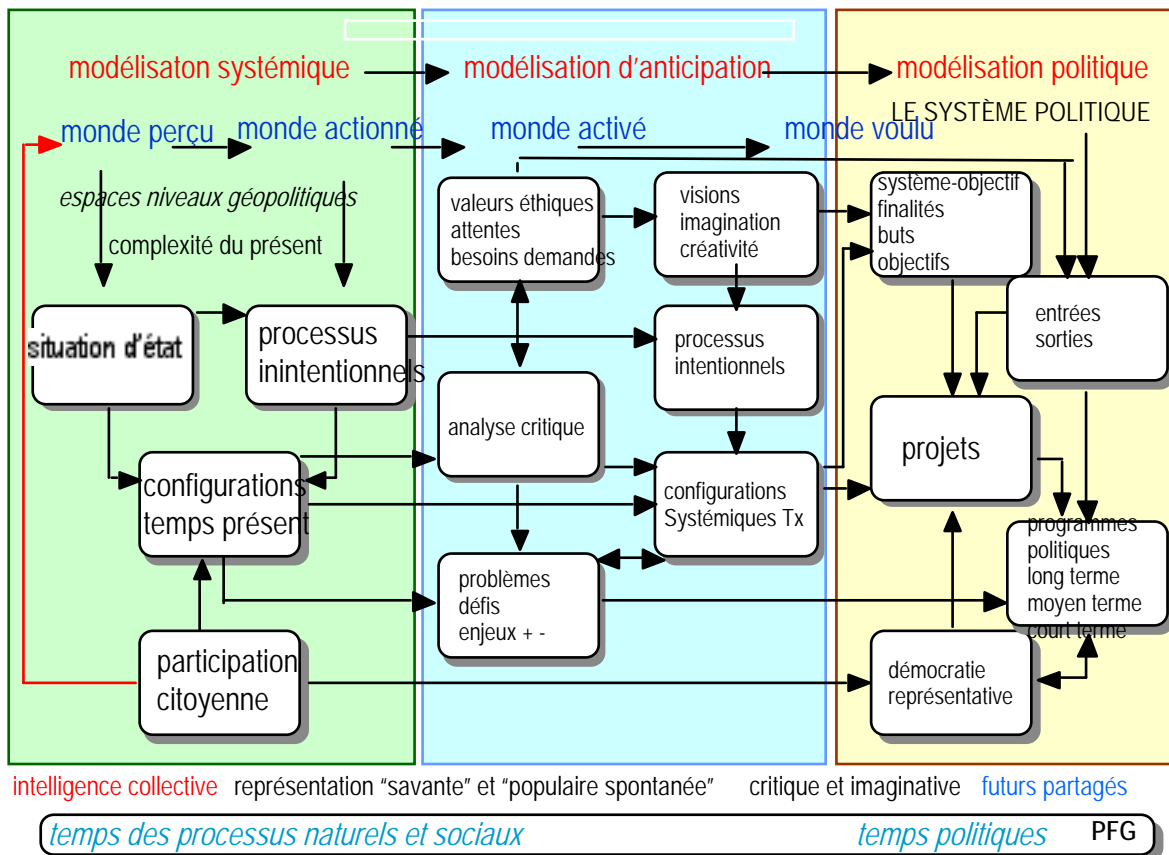 modélisaton systémique
modélisation d'anticipation
modélisation politique
LE SYSTÈME POLITIQUE
monde perçu
monde actionné
monde activé
monde voulu
espaces niveaux géopolitiques
complexité du présent
situation d'état
processus
inintentionnels
configurations
temps présent
participation
citoyenne
valeurs éthiques
attentes
besoins demandes
visions
imagination
créativité
processus
intentionnels
analyse critique
configurations
Systémiques Tx
problèmes
défis
enjeux + -
système-objectif
finalités
buts
objectifs
entrées
sorties
projets
programmes
politiques
long terme
moyen terme
court terme
démocratie
représentative
intelligence collective représentation “savante” et “populaire spontanée” critique et imaginative futurs partagés
temps des processus naturels et sociaux temps politiques PFG